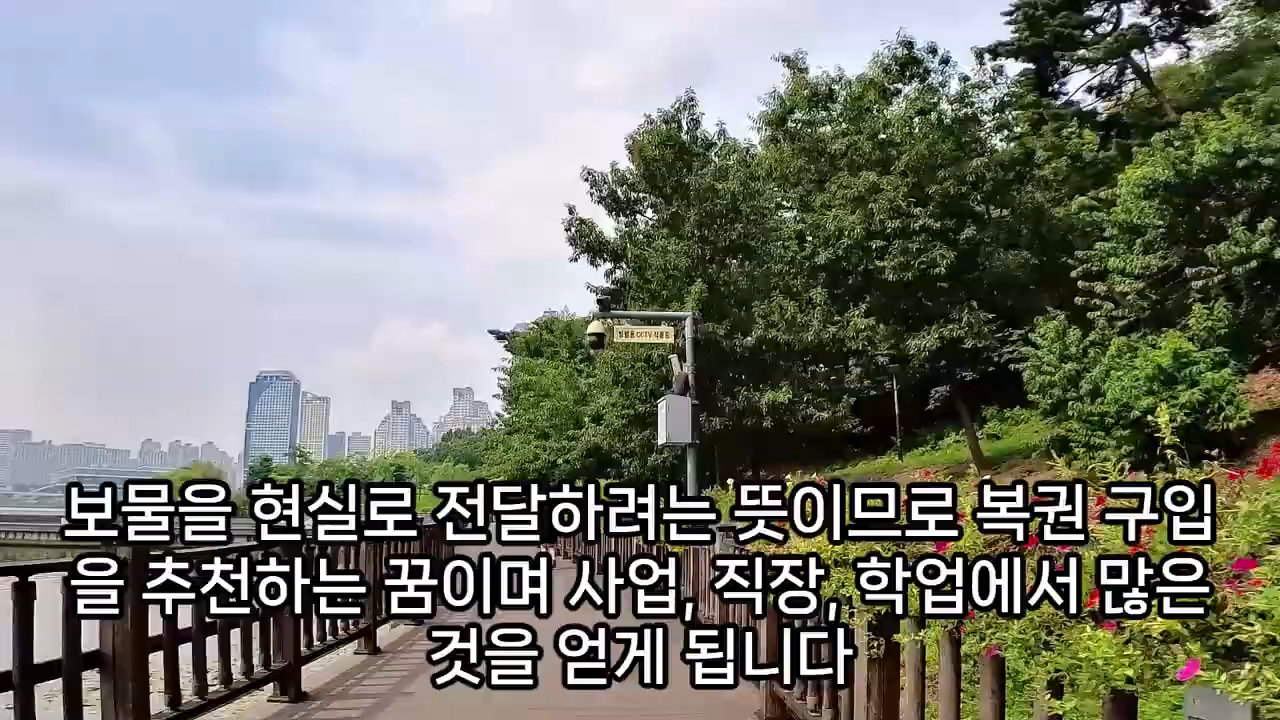 보물을 현실로 전달하려는 뜻이므로 복권 구입
을 추천하는 꿈이며 사업, 직장, 학업에서 많은
것을 얻게 됩니다